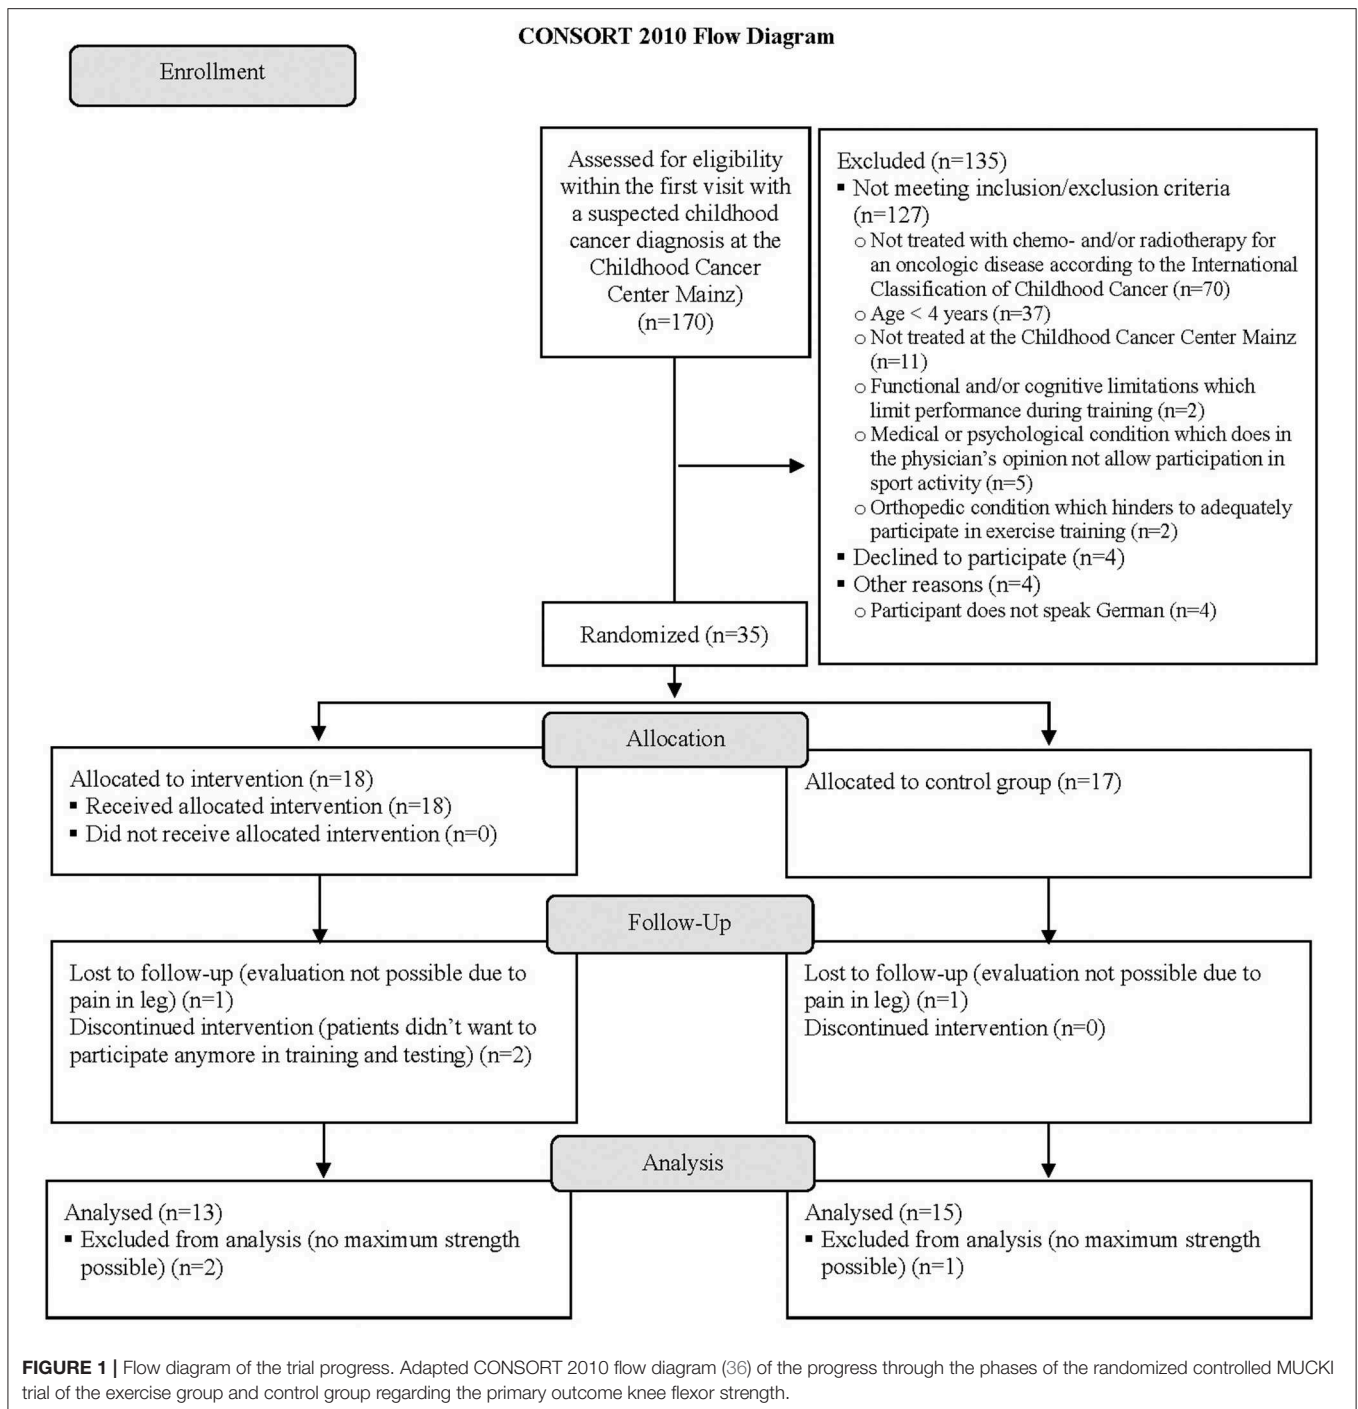 CONSORT 2010 Flow Diagram
Enrollment
Assessed for eligibility
within the first visit with
a suspected childhood
cancer diagnosis at the
Childhood Cancer
Center Mainz)
(n=170)
Excluded (n=135)
▪ Not meeting inclusion/exclusion criteria
(n=127)
o Not treated with chemo- and/or radiotherapy for
an oncologic disease according to the International
Classification of Childhood Cancer (n=70)
o Age < 4 years (n=37)
o Not treated at the Childhood Cancer Center Mainz
(n=11)
o Functional and/or cognitive limitations which
limit performance during training (n=2)
o Medical or psychological condition which does in
the physician's opinion not allow participation in
sport activity (n=5)
o Orthopedic condition which hinders to adequately
participate in exercise training (n=2)
▪ Declined to participate (n=4)
▪ Other reasons (n=4)
o Participant does not speak German (n=4)
Randomized (n=35)
Allocation
Allocated to intervention (n=18)
▪ Received allocated intervention (n=18)
▪ Did not receive allocated intervention (n=0)
Allocated to control group (n=17)
Follow-Up
Lost to follow-up (evaluation not possible due to
pain in leg) (n=1)
Discontinued intervention (patients didn't want to
participate anymore in training and testing) (n=2)
Lost to follow-up (evaluation not possible due to
pain in leg) (n=1)
Discontinued intervention (n=0)
Analysis
Analysed (n=13)
▪ Excluded from analysis (no maximum strength
possible) (n=2)
Analysed (n=15)
▪ Excluded from analysis (no maximum strength
possible) (n=1)
FIGURE 1 | Flow diagram of the trial progress. Adapted CONSORT 2010 flow diagram (36) of the progress through the phases of the randomized controlled MUCKI
trial of the exercise group and control group regarding the primary outcome knee flexor strength.